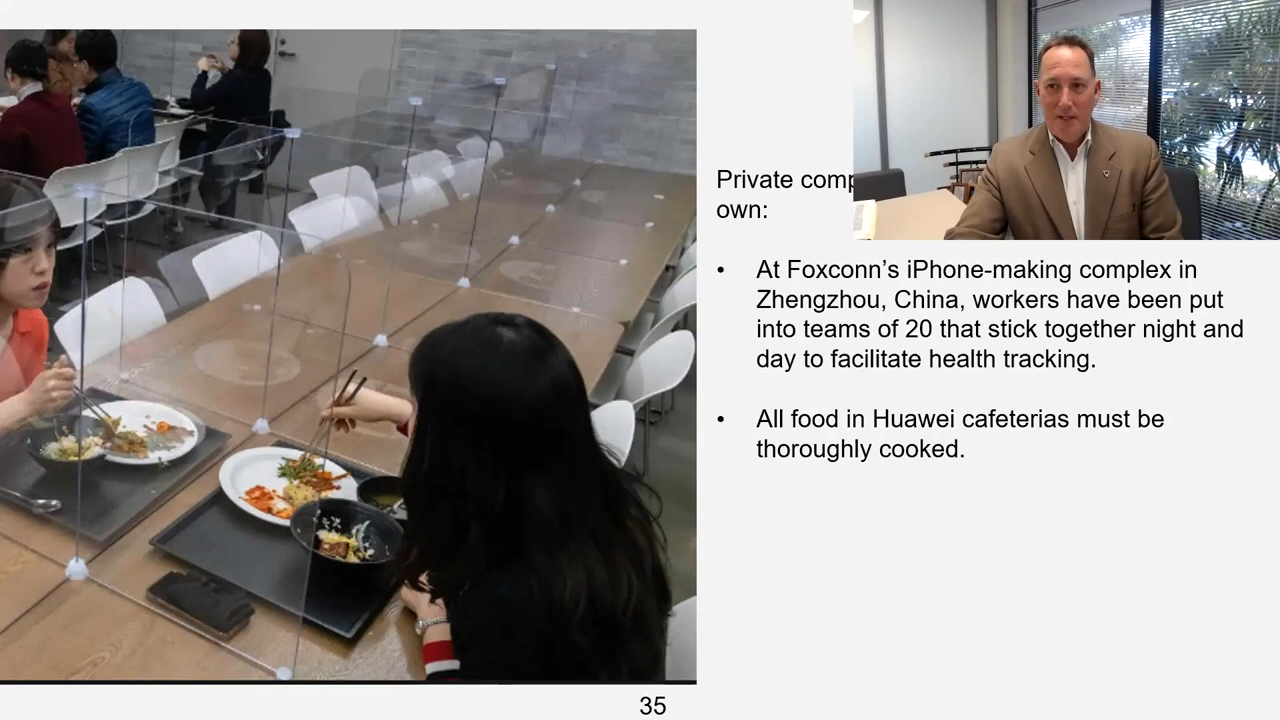 Private comp
own:
• At Foxconn’s iPhone-making complex in
Zhengzhou, China, workers have been put
into teams of 20 that stick together night and
day to facilitate health tracking.
• All food in Huawei cafeterias must be
thoroughly cooked.
35